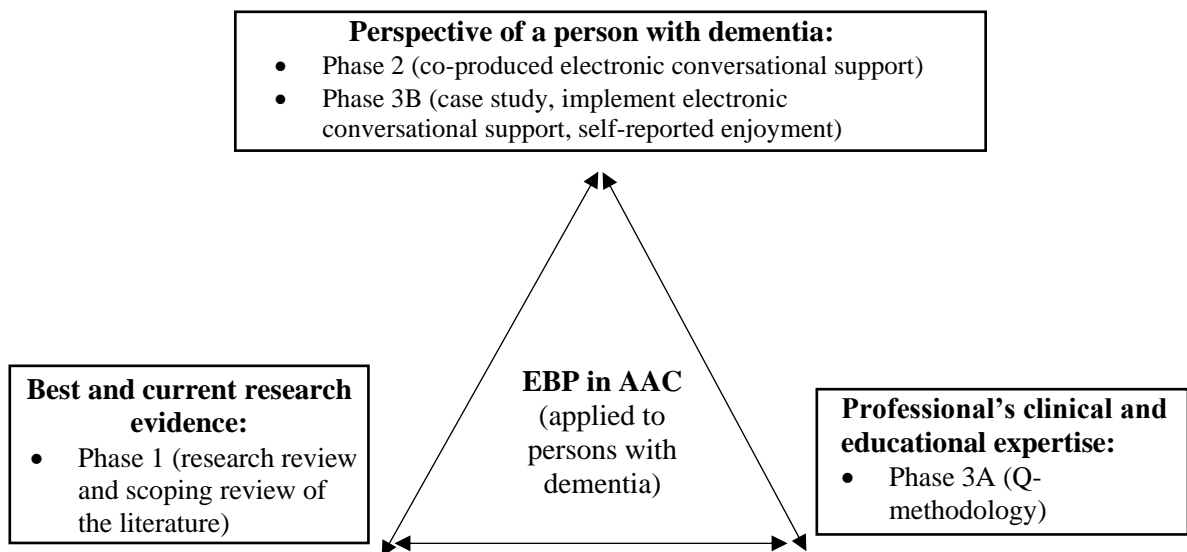 Perspective of a person with dementia:
• Phase 2 (co-produced electronic conversational support)
• Phase 3B (case study, implement electronic
conversational support, self-reported enjoyment)
Best and current research
evidence:
• Phase 1 (research review
and scoping review of
the literature)
EBP in AAC
(applied to
persons with
dementia)
Professional’s clinical and
educational expertise:
• Phase 3A (Q-
methodology)